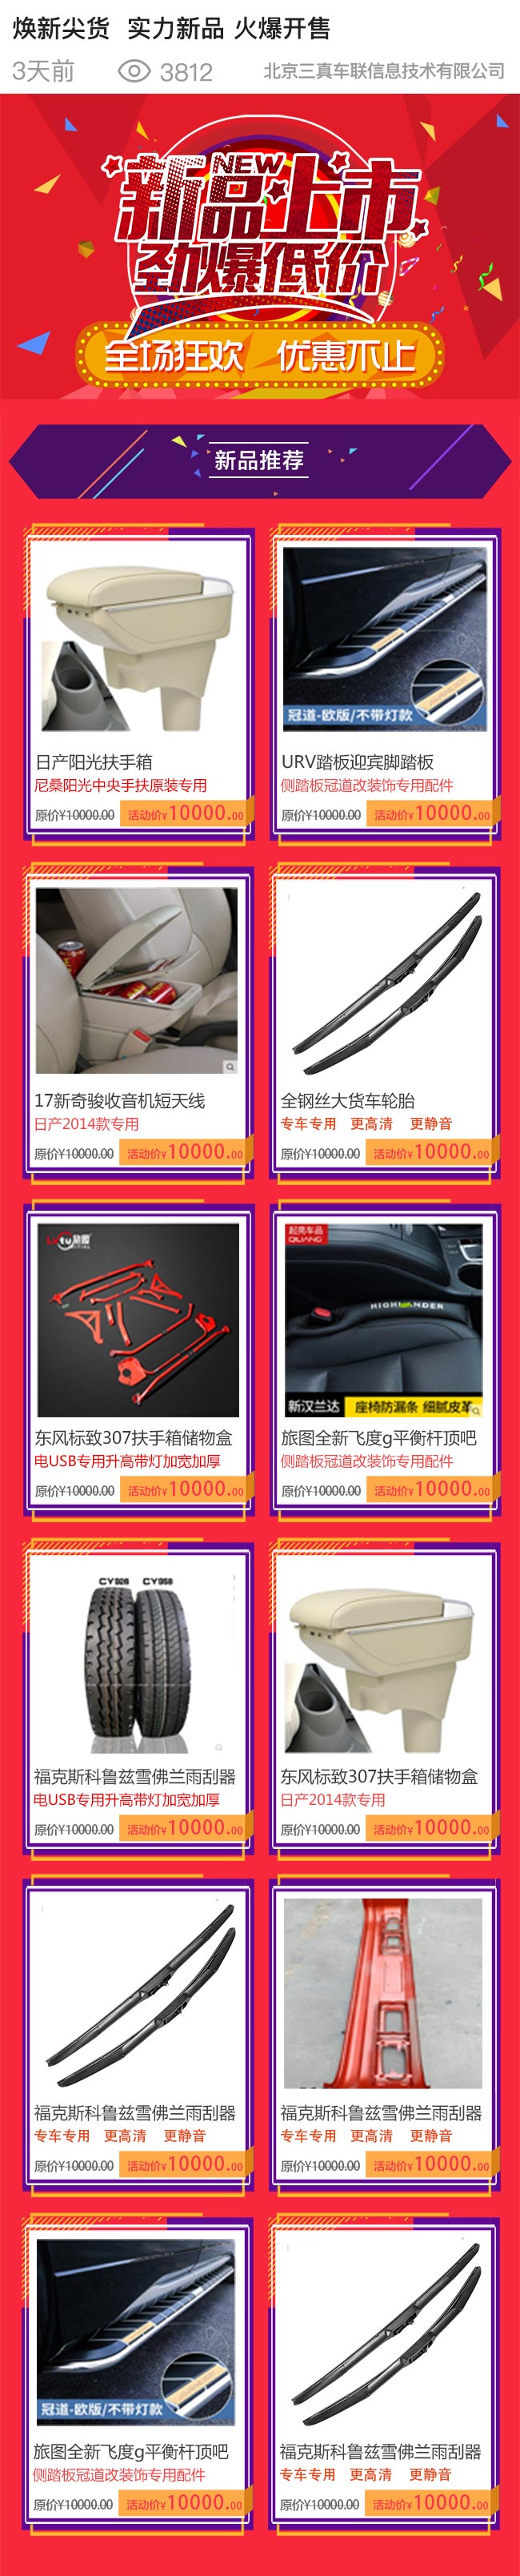 焕新尖货 实力新品 火爆开售
3天前 3812 北京三真车联信息技术有限公司
NEW
新品上市
劲爆低价
全场狂欢 优惠不止
新品推荐
冠道-欧版/不带灯款
日产阳光扶手箱
尼桑阳光中央手扶原装专用
原价¥10000.00 活动价¥10000.00
URV踏板迎宾脚踏板
侧踏板冠道改装饰专用配件
原价¥10000.00 活动价¥10000.00
17新奇骏收音机短天线
日产2014款专用
原价¥10000.00 活动价¥10000.00
全钢丝大货车轮胎
专车专用 更高清 更静音
原价¥10000.00 活动价¥10000.00
东风标致307扶手箱储物盒
电USB专用升高带灯加宽加厚
原价¥10000.00 活动价¥10000.00
起亮车品
QILIANG
HIGHLANDER
新汉兰达 座椅防漏条 细腻皮革
旅图全新飞度g平衡杆顶吧
侧踏板冠道改装饰专用配件
原价¥10000.00 活动价¥10000.00
CY926 CY958
福克斯科鲁兹雪佛兰雨刮器
电USB专用升高带灯加宽加厚
原价¥10000.00 活动价¥10000.00
东风标致307扶手箱储物盒
日产2014款专用
原价¥10000.00 活动价¥10000.00
福克斯科鲁兹雪佛兰雨刮器
专车专用 更高清 更静音
原价¥10000.00 活动价¥10000.00
福克斯科鲁兹雪佛兰雨刮器
专车专用 更高清 更静音
原价¥10000.00 活动价¥10000.00
冠道-欧版/不带灯款
旅图全新飞度g平衡杆顶吧
侧踏板冠道改装饰专用配件
原价¥10000.00 活动价¥10000.00
福克斯科鲁兹雪佛兰雨刮器
专车专用 更高清 更静音
原价¥10000.00 活动价¥10000.00